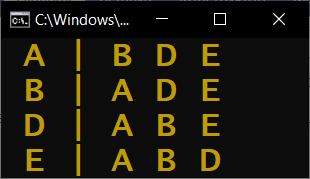 C:\Windows\...
A | B D E
B | A D E
D | A B E
E | A B D